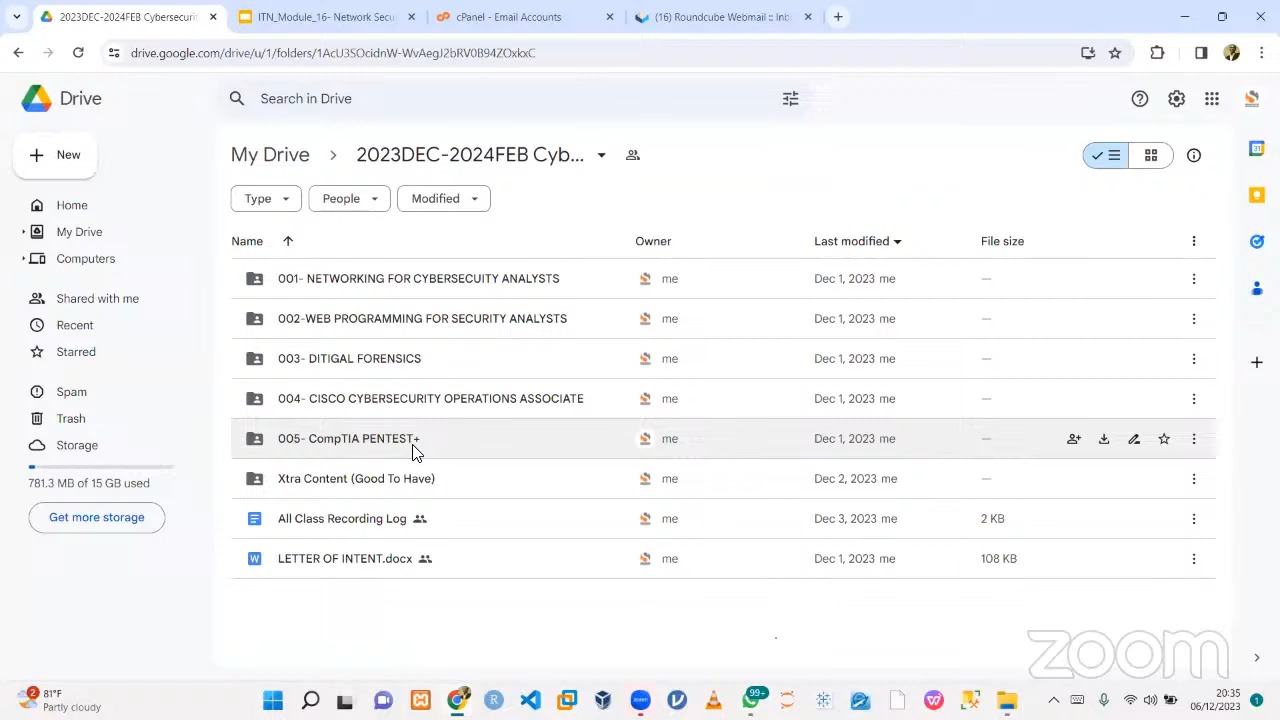 2023DEC-2024FEB Cybersecuri
ITN_Module_16- Network Secu
cPanel - Email Accounts
(16) Roundcube Webmail :: Inb
drive.google.com/drive/u/1/folders/1AcU3SOcidnW-WvAegJ2bRV0B94ZOxkxC
Drive
Search in Drive
New
My Drive
2023DEC-2024FEB Cyb...
Type
People
Modified
Home
My Drive
Computers
Shared with me
Recent
Starred
Spam
Trash
Storage
781.3 MB of 15 GB used
Get more storage
Name Owner Last modified File size
001- NETWORKING FOR CYBERSECUITY ANALYSTS me Dec 1, 2023 me —
002-WEB PROGRAMMING FOR SECURITY ANALYSTS me Dec 1, 2023 me —
003- DITIGAL FORENSICS me Dec 1, 2023 me —
004- CISCO CYBERSECURITY OPERATIONS ASSOCIATE me Dec 1, 2023 me —
005- CompTIA PENTEST+ me Dec 1, 2023 me —
Xtra Content (Good To Have) me Dec 2, 2023 me —
All Class Recording Log me Dec 3, 2023 me 2 KB
LETTER OF INTENT.docx me Dec 1, 2023 me 108 KB
zoom
2
81°F
Partly cloudy
zoom
99+
20:35
06/12/2023
1